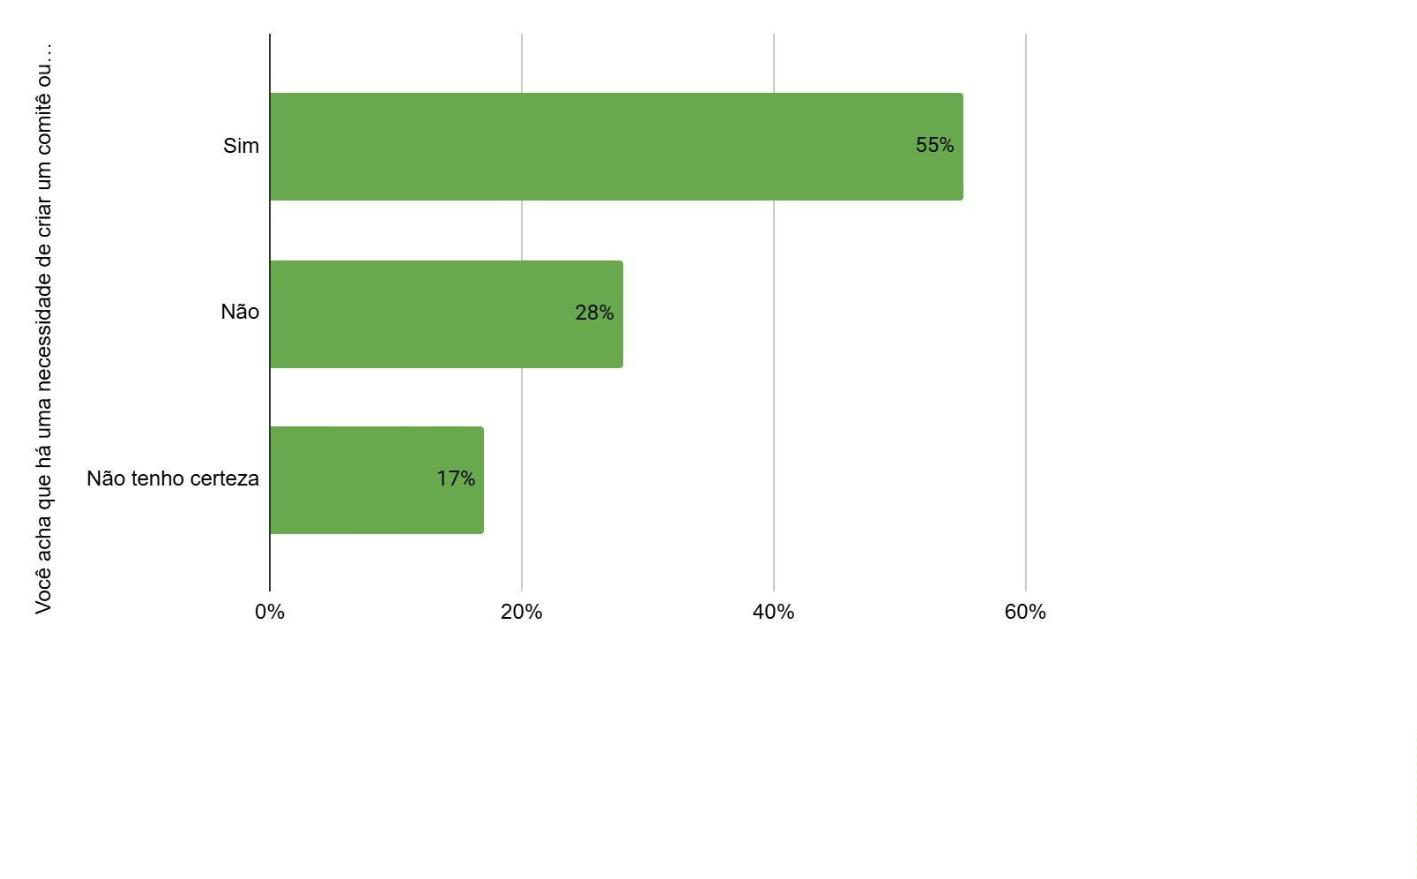 Você acha que há uma necessidade de criar um comitê ou…
Sim
55%
Não
28%
Não tenho certeza
17%
0%
20%
40%
60%